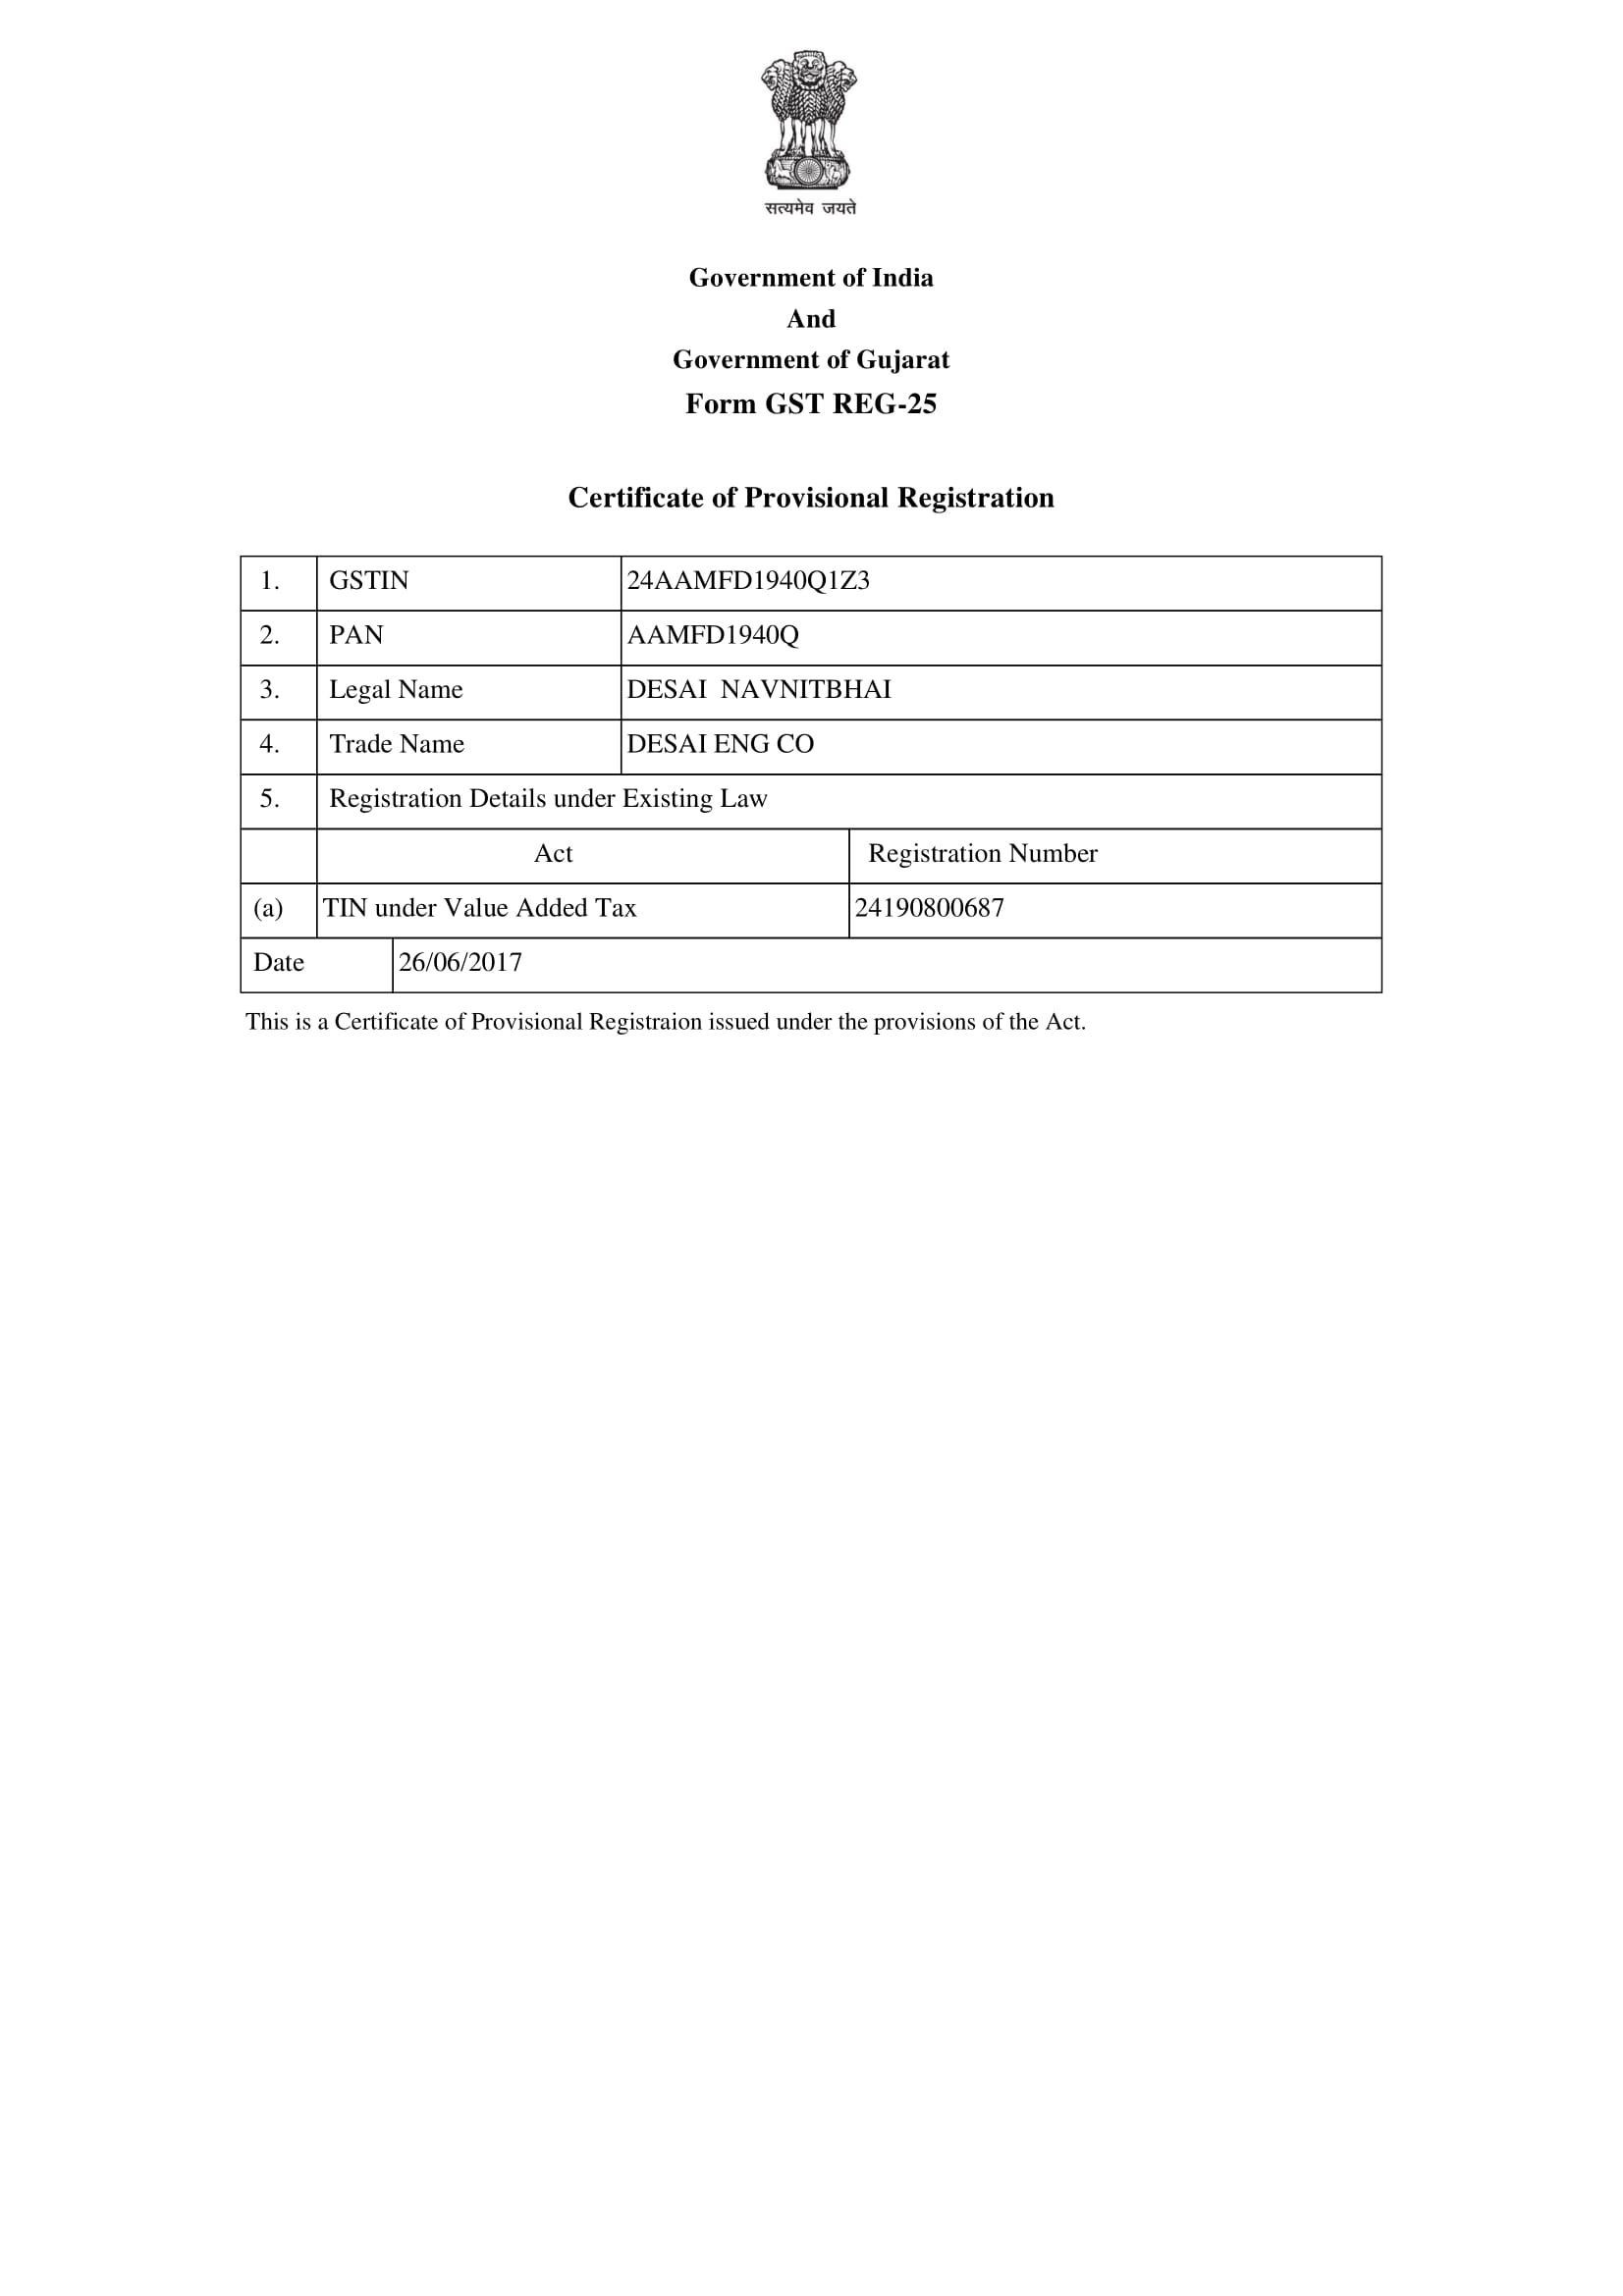 सत्यमेव जयते
Government of India
And
Government of Gujarat
Form GST REG-25
Certificate of Provisional Registration
1. GSTIN 24AAMFD1940Q1Z3
2. PAN AAMFD1940Q
3. Legal Name DESAI  NAVNITBHAI
4. Trade Name DESAI ENG CO
5. Registration Details under Existing Law
Act Registration Number
(a) TIN under Value Added Tax 24190800687
Date 26/06/2017
This is a Certificate of Provisional Registraion issued under the provisions of the Act.